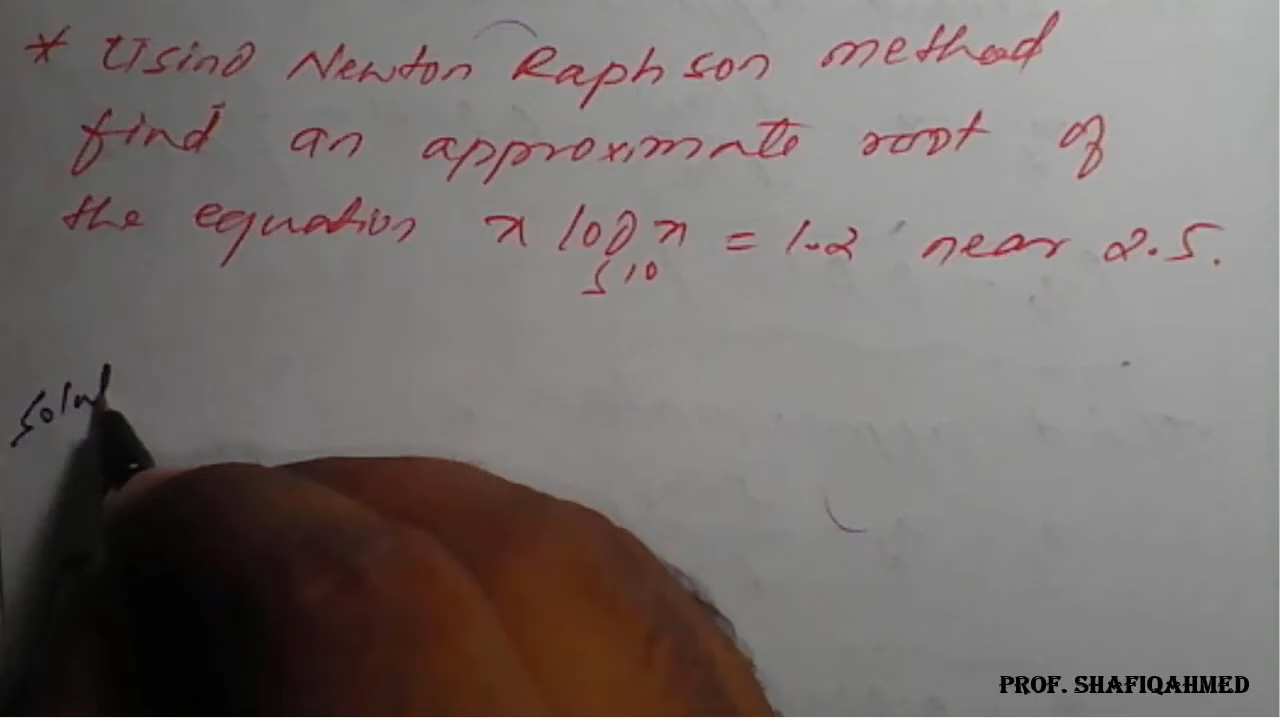 * Using Newton Raphson method
find an approximate root of
the equation x log₁₀ x = 1.2 near 2.5.
Soln
PROF. SHAFIQAHMED